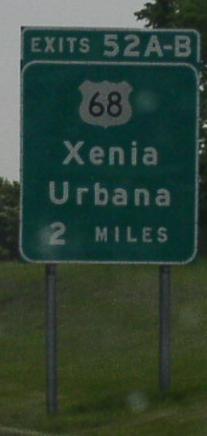 EXITS 52A-B
68
Xenia
Urbana
2 MILES